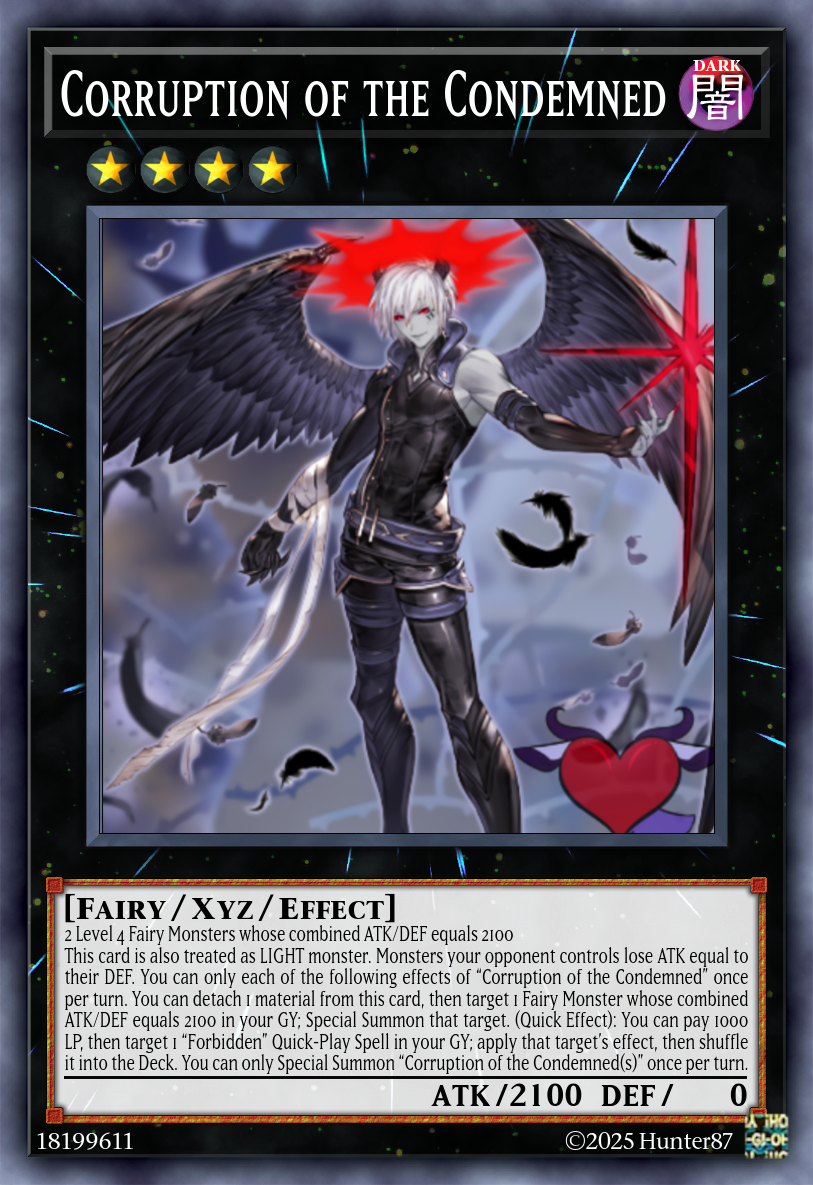 Corruption of the Condemned
DARK
闇
[Fairy/Xyz/Effect]
2 Level 4 Fairy Monsters whose combined ATK/DEF equals 2100
This card is also treated as LIGHT monster. Monsters your opponent controls lose ATK equal to
their DEF. You can only each of the following effects of “Corruption of the Condemned” once
per turn. You can detach 1 material from this card, then target 1 Fairy Monster whose combined
ATK/DEF equals 2100 in your GY; Special Summon that target. (Quick Effect): You can pay 1000
LP, then target 1 “Forbidden” Quick-Play Spell in your GY; apply that target’s effect, then shuffle
it into the Deck. You can only Special Summon “Corruption of the Condemned(s)” once per turn.
ATK/2100 DEF/ 0
18199611 ©2025 Hunter87